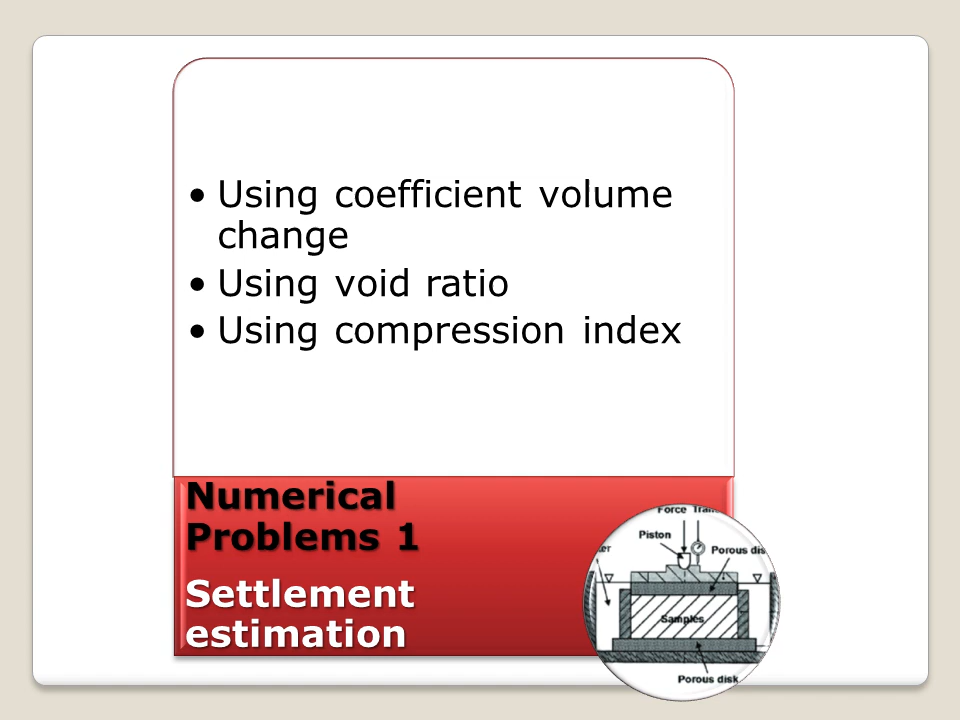 • Using coefficient volume
change
• Using void ratio
• Using compression index
Numerical
Problems 1
Settlement
estimation
Force
Piston
Porous
Samples
Porous disk